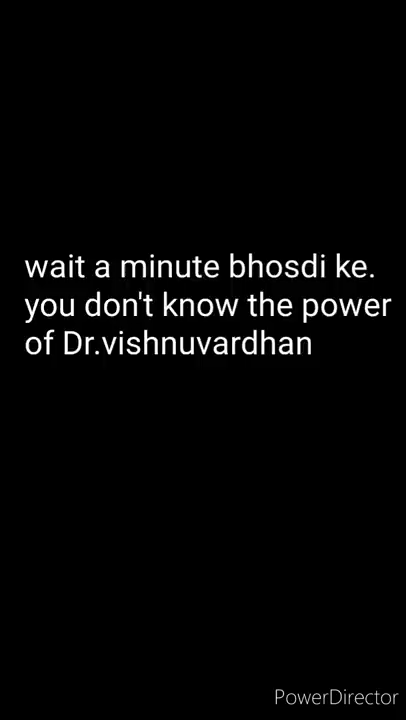 wait a minute bhosdi ke.
you don't know the power
of Dr.vishnuvardhan
PowerDirector